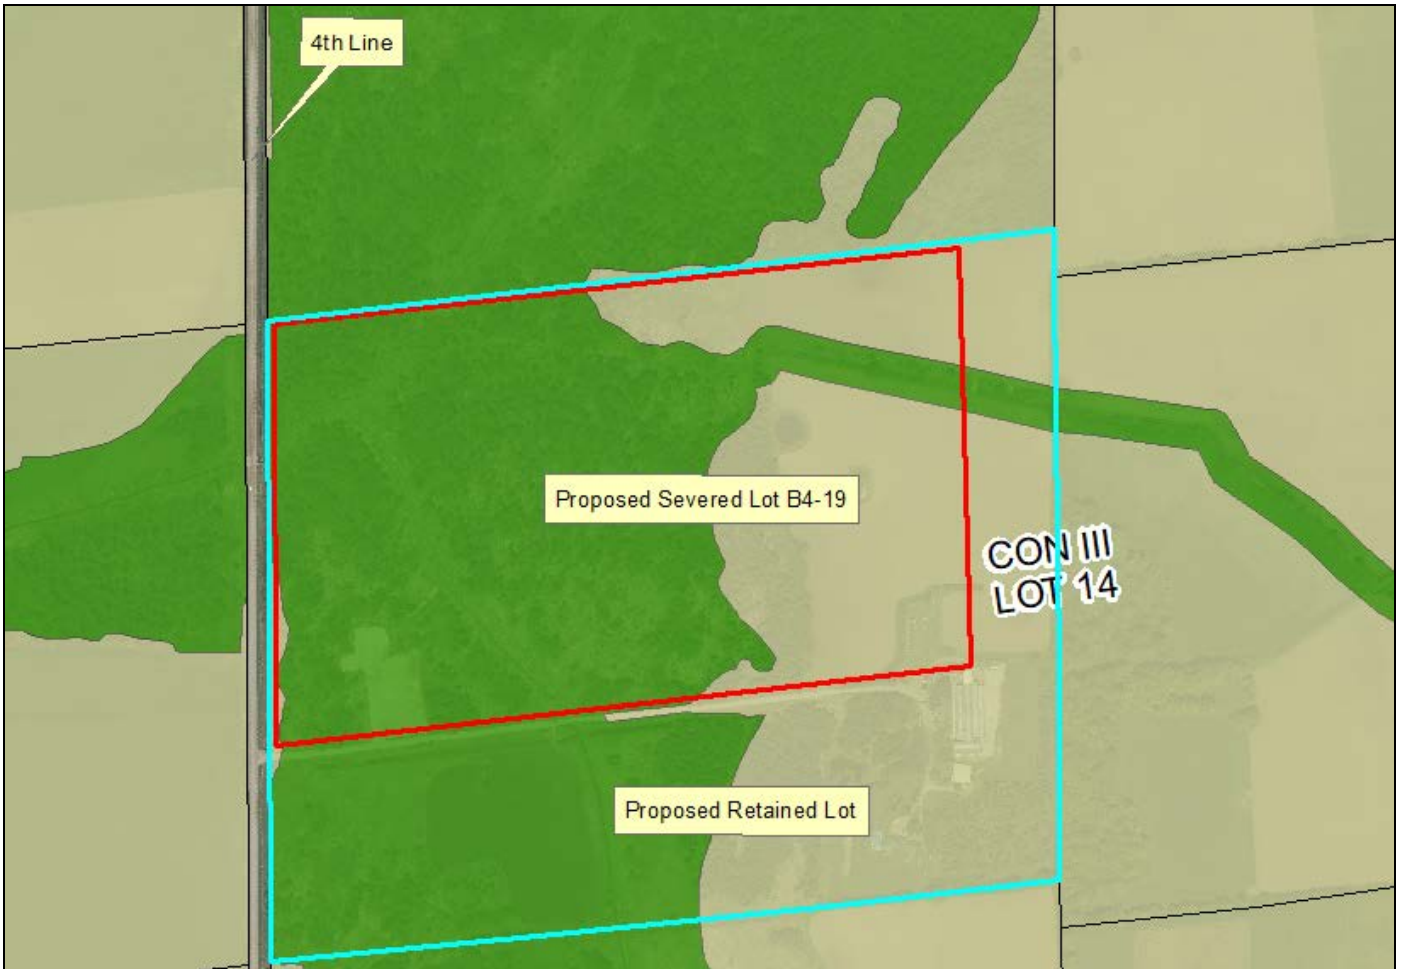 4th Line
Proposed Severed Lot B4-19
CON III
LOT 14
Proposed Retained Lot